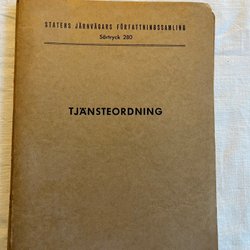 STATENS JÄRNVÄGARS FÖRFATTNINGSSAMLING
Särtryck 280
TJÄNSTEORDNING